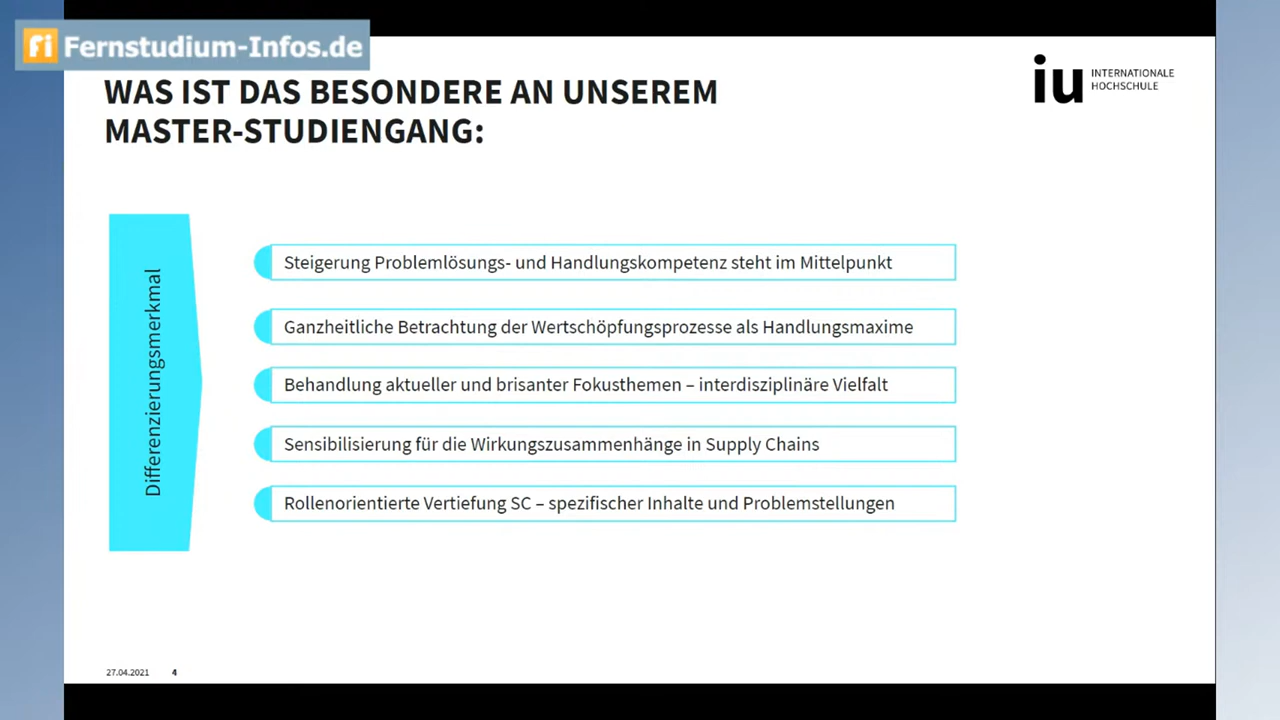 fi Fernstudium-Infos.de
WAS IST DAS BESONDERE AN UNSEREM
MASTER-STUDIENGANG:
iu INTERNATIONALE
HOCHSCHULE
Differenzierungsmerkmal
Steigerung Problemlösungs- und Handlungskompetenz steht im Mittelpunkt
Ganzheitliche Betrachtung der Wertschöpfungsprozesse als Handlungsmaxime
Behandlung aktueller und brisanter Fokusthemen – interdisziplinäre Vielfalt
Sensibilisierung für die Wirkungszusammenhänge in Supply Chains
Rollenorientierte Vertiefung SC – spezifischer Inhalte und Problemstellungen
27.04.2021 4